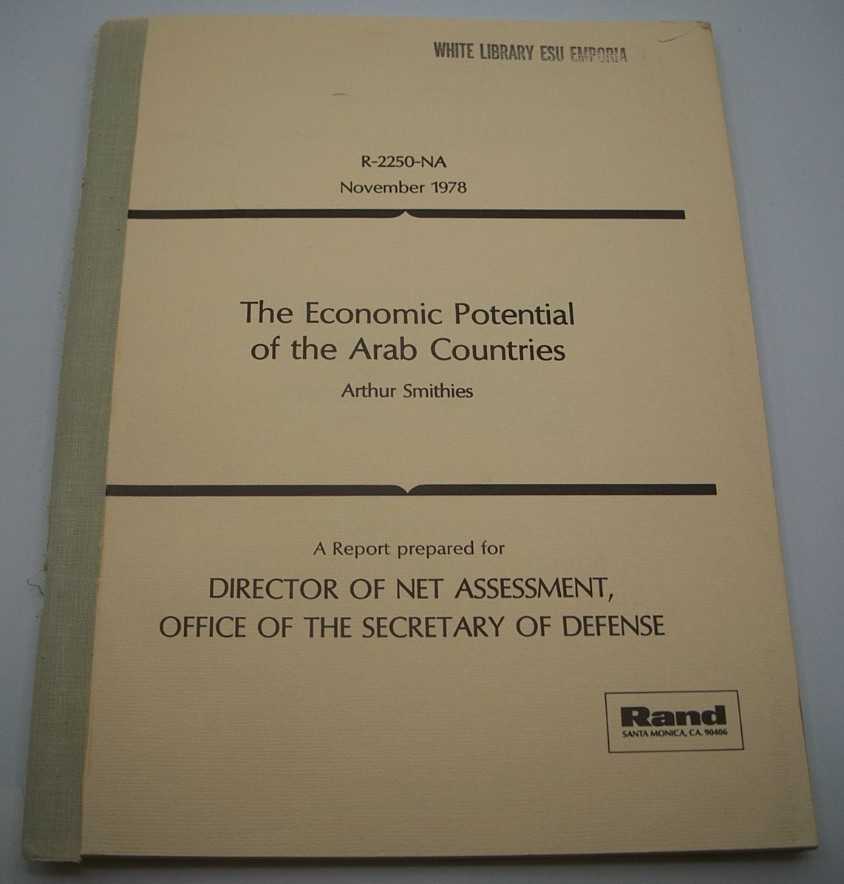 WHITE LIBRARY ESU EMPORIA
R-2250-NA
November 1978
The Economic Potential
of the Arab Countries
Arthur Smithies
A Report prepared for
DIRECTOR OF NET ASSESSMENT,
OFFICE OF THE SECRETARY OF DEFENSE
Rand
SANTA MONICA, CA. 90406